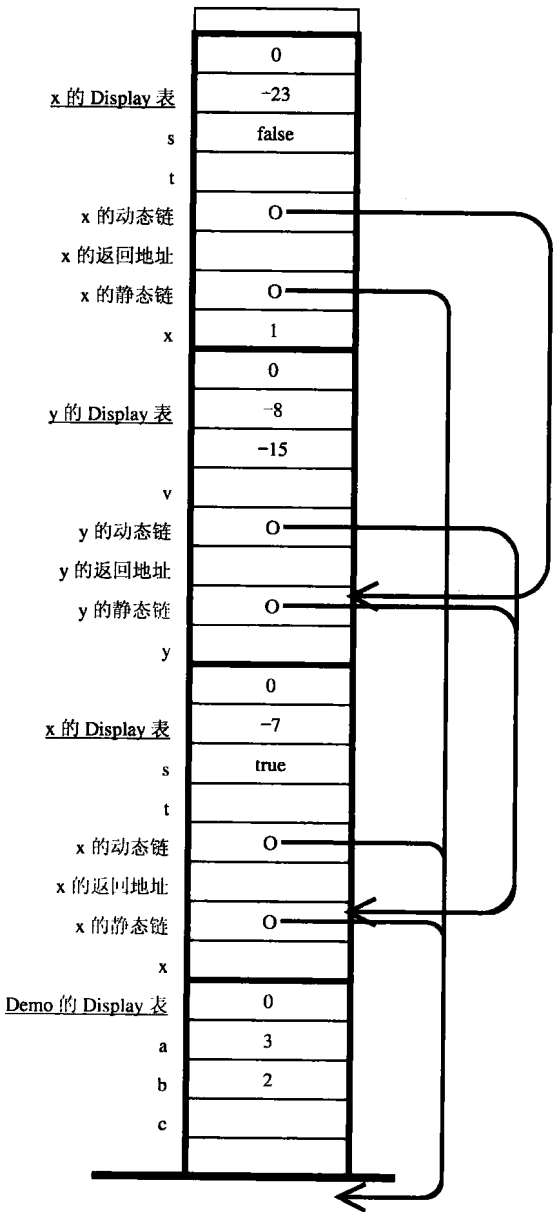 0
x 的 Display 表 -23
s false
t
x 的动态链 O
x 的返回地址
x 的静态链 O
x 1
0
y 的 Display 表 -8
-15
v
y 的动态链 O
y 的返回地址
y 的静态链 O
y
0
x 的 Display 表 -7
s true
t
x 的动态链 O
x 的返回地址
x 的静态链 O
x
Demo 的 Display 表 0
a 3
b 2
c